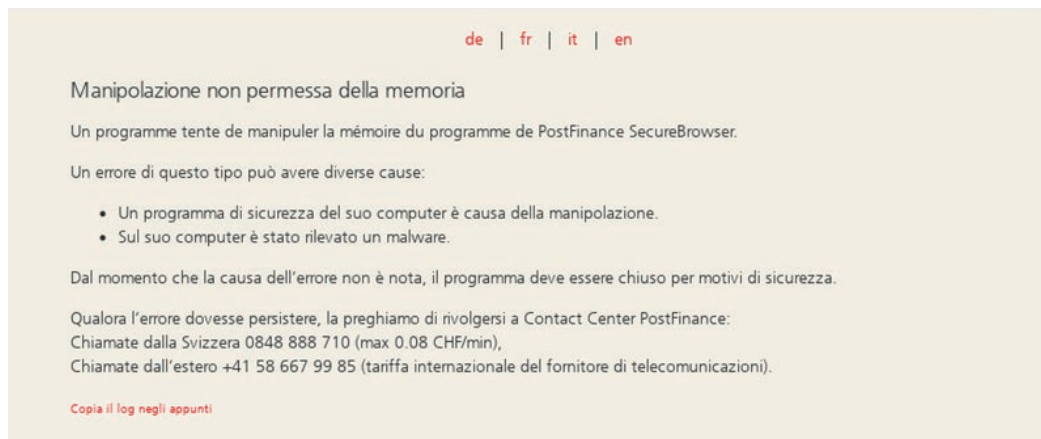 de | fr | it | en
Manipolazione non permessa della memoria
Un programme tente de manipuler la mémoire du programme de PostFinance SecureBrowser.
Un errore di questo tipo può avere diverse cause:
• Un programma di sicurezza del suo computer è causa della manipolazione.
• Sul suo computer è stato rilevato un malware.
Dal momento che la causa dell'errore non è nota, il programma deve essere chiuso per motivi di sicurezza.
Qualora l'errore dovesse persistere, la preghiamo di rivolgersi a Contact Center PostFinance:
Chiamate dalla Svizzera 0848 888 710 (max 0.08 CHF/min),
Chiamate dall'estero +41 58 667 99 85 (tariffa internazionale del fornitore di telecomunicazioni).
Copia il log negli appunti